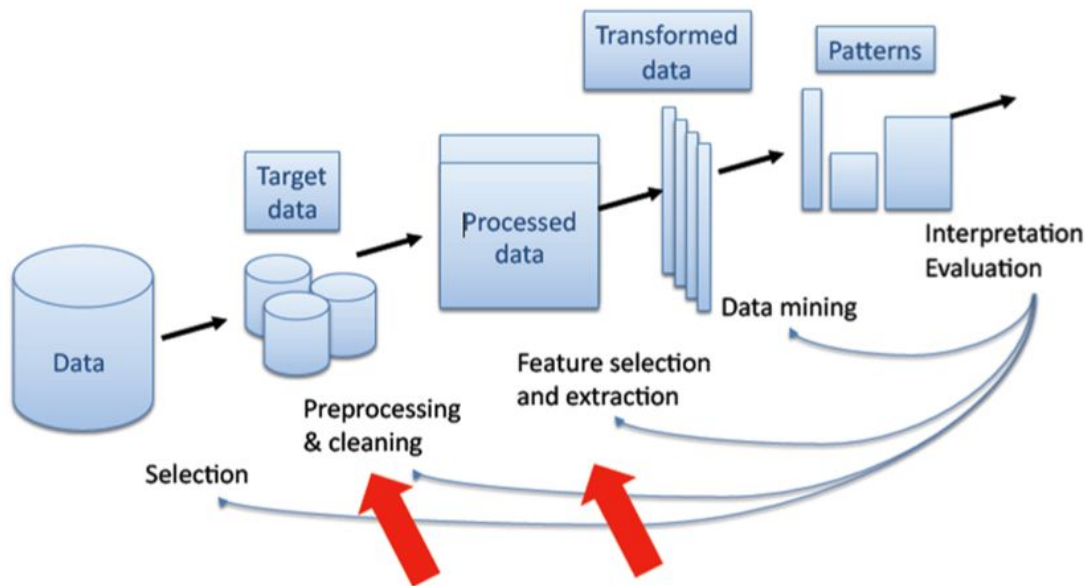 Transformed
data
Patterns
Target
data
Processed
data
Data
Interpretation
Evaluation
Data mining
Feature selection
and extraction
Preprocessing
& cleaning
Selection